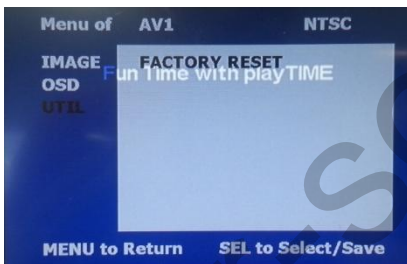 Menu of AV1 NTSC
IMAGE FACTORY RESET
Fun Time with playTIME
OSD
UTIL
MENU to Return SEL to Select/Save